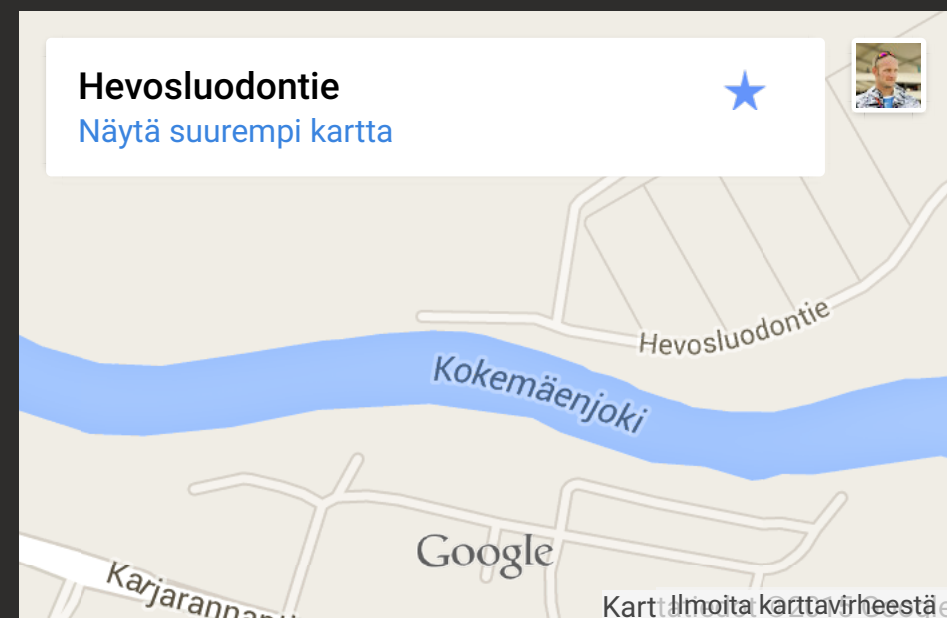 Hevosluodontie
Näytä suurempi kartta
Hevosluodontie
Kokemäenjoki
Google
Ilmoita karttavirheestä